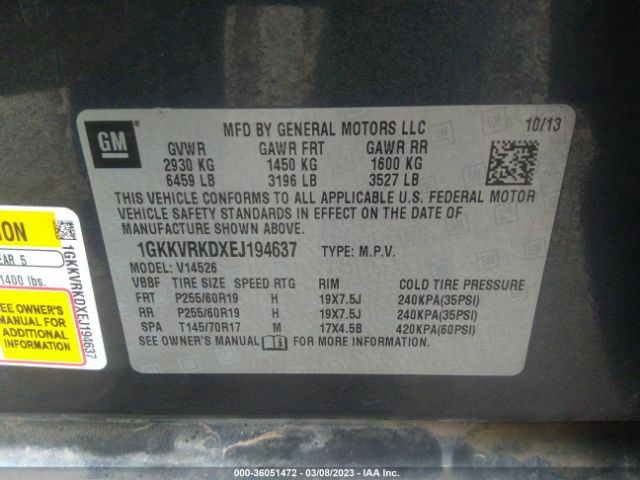 GM
MFD BY GENERAL MOTORS LLC 10/13
GVWR GAWR FRT GAWR RR
2930 KG 1450 KG 1600 KG
6459 LB 3196 LB 3527 LB
THIS VEHICLE CONFORMS TO ALL APPLICABLE U.S. FEDERAL MOTOR
VEHICLE SAFETY STANDARDS IN EFFECT ON THE DATE OF
MANUFACTURE SHOWN ABOVE.
1GKKVRKDXEJ194637 TYPE: M.P.V.
MODEL: V14526
VBBF TIRE SIZE SPEED RTG RIM COLD TIRE PRESSURE
FRT P255/60R19 H 19X7.5J 240KPA(35PSI)
RR P255/60R19 H 19X7.5J 240KPA(35PSI)
SPA T145/70R17 M 17X4.5B 420KPA(60PSI)
SEE OWNER'S MANUAL FOR MORE INFORMATION.
EAR 5
1400 lbs.
SEE OWNER'S
MANUAL FOR
ADDITIONAL
INFORMATION
1GKKVRKDXEJ194637
000-36051472 — 03/08/2023 — IAA Inc.